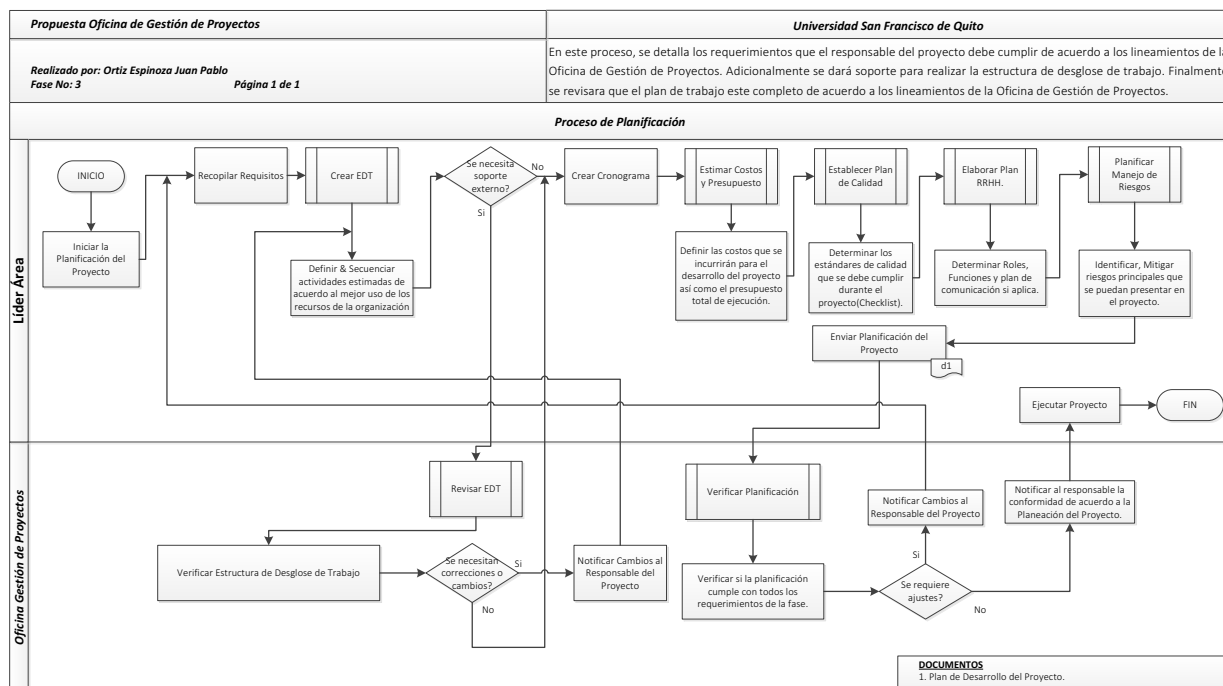 Propuesta Oficina de Gestión de Proyectos
Universidad San Francisco de Quito
Realizado por: Ortiz Espinoza Juan Pablo
Fase No: 3
Página 1 de 1
En este proceso, se detalla los requerimientos que el responsable del proyecto debe cumplir de acuerdo a los lineamientos de la
Oficina de Gestión de Proyectos. Adicionalmente se dará soporte para realizar la estructura de desglose de trabajo. Finalmente
se revisara que el plan de trabajo este completo de acuerdo a los lineamientos de la Oficina de Gestión de Proyectos.
Proceso de Planificación
Líder Área
INICIO
Iniciar la
Planificación del
Proyecto
Recopilar Requisitos
Crear EDT
Definir & Secuenciar
actividades estimadas de
acuerdo al mejor uso de los
recursos de la organización
Se necesita
soporte
externo?
No
Si
Crear Cronograma
Estimar Costos
y Presupuesto
Definir las costos que se
incurrirán para el
desarrollo del proyecto
así como el presupuesto
total de ejecución.
Establecer Plan
de Calidad
Determinar los
estándares de calidad
que se debe cumplir
durante el
proyecto(Checklist).
Elaborar Plan
RRHH.
Determinar Roles,
Funciones y plan de
comunicación si aplica.
Planificar
Manejo de
Riesgos
Identificar, Mitigar
riesgos principales que
se puedan presentar en
el proyecto.
Enviar Planificación del
Proyecto
d1
Ejecutar Proyecto
FIN
Oficina Gestión de Proyectos
Revisar EDT
Verificar Estructura de Desglose de Trabajo
Se necesitan
correcciones o
cambios?
Si
No
Notificar Cambios al
Responsable del
Proyecto
Verificar Planificación
Verificar si la planificación
cumple con todos los
requerimientos de la fase.
Notificar Cambios al
Responsable del Proyecto
Si
Se requiere
ajustes?
No
Notificar al responsable la
conformidad de acuerdo a la
Planeación del Proyecto.
DOCUMENTOS
1. Plan de Desarrollo del Proyecto.